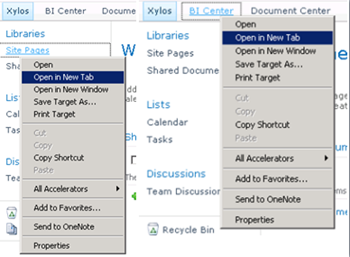 Xylos
BI Center
Docume
Libraries
Site Pages
Shar
Open
Open in New Tab
Open in New Window
Save Target As...
Print Target
Cut
Copy
Copy Shortcut
Paste
All Accelerators
Add to Favorites...
Send to OneNote
Properties
Lis
Cale
Tas
Dis
Tea
W
Xylos
BI Center
Document Center
Libraries
Site Pages
Shared Docume
Lists
Calendar
Tasks
Discussions
Team Discussion
Recycle Bin
Open
Open in New Tab
Open in New Window
Save Target As...
Print Target
Cut
Copy
Copy Shortcut
Paste
All Accelerators
Add to Favorites...
Send to OneNote
Properties